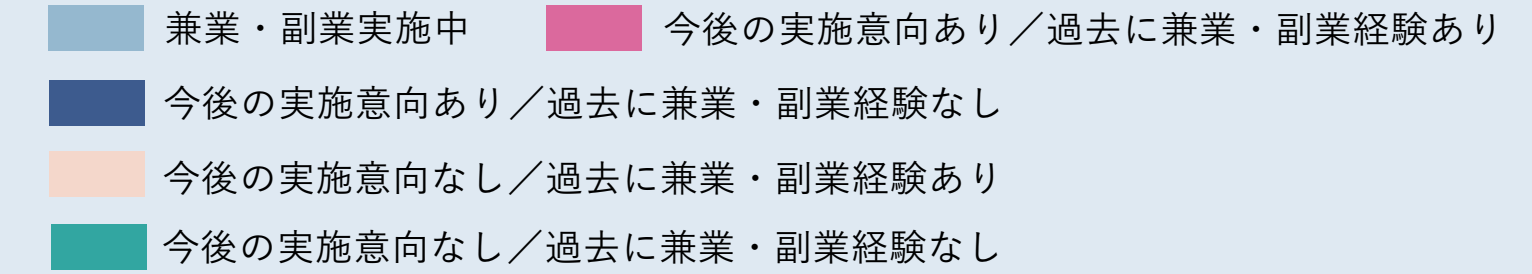 兼業・副業実施中 今後の実施意向あり／過去に兼業・副業経験あり
今後の実施意向あり／過去に兼業・副業経験なし
今後の実施意向なし／過去に兼業・副業経験あり
今後の実施意向なし／過去に兼業・副業経験なし